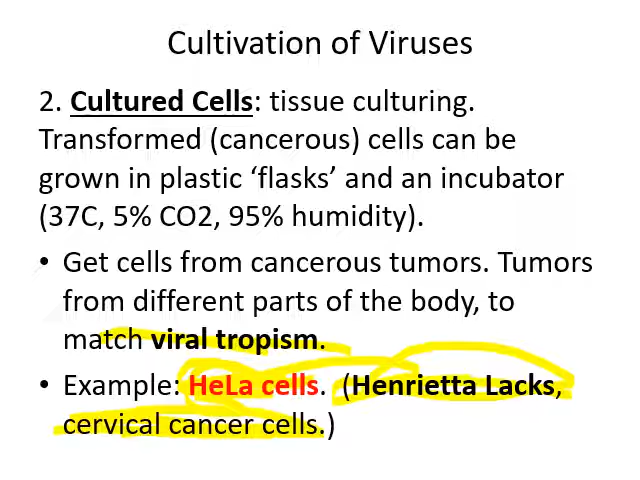 Cultivation of Viruses
2. Cultured Cells: tissue culturing.
Transformed (cancerous) cells can be
grown in plastic ‘flasks’ and an incubator
(37C, 5% CO2, 95% humidity).
• Get cells from cancerous tumors. Tumors
from different parts of the body, to
match viral tropism.
• Example: HeLa cells. (Henrietta Lacks,
cervical cancer cells.)